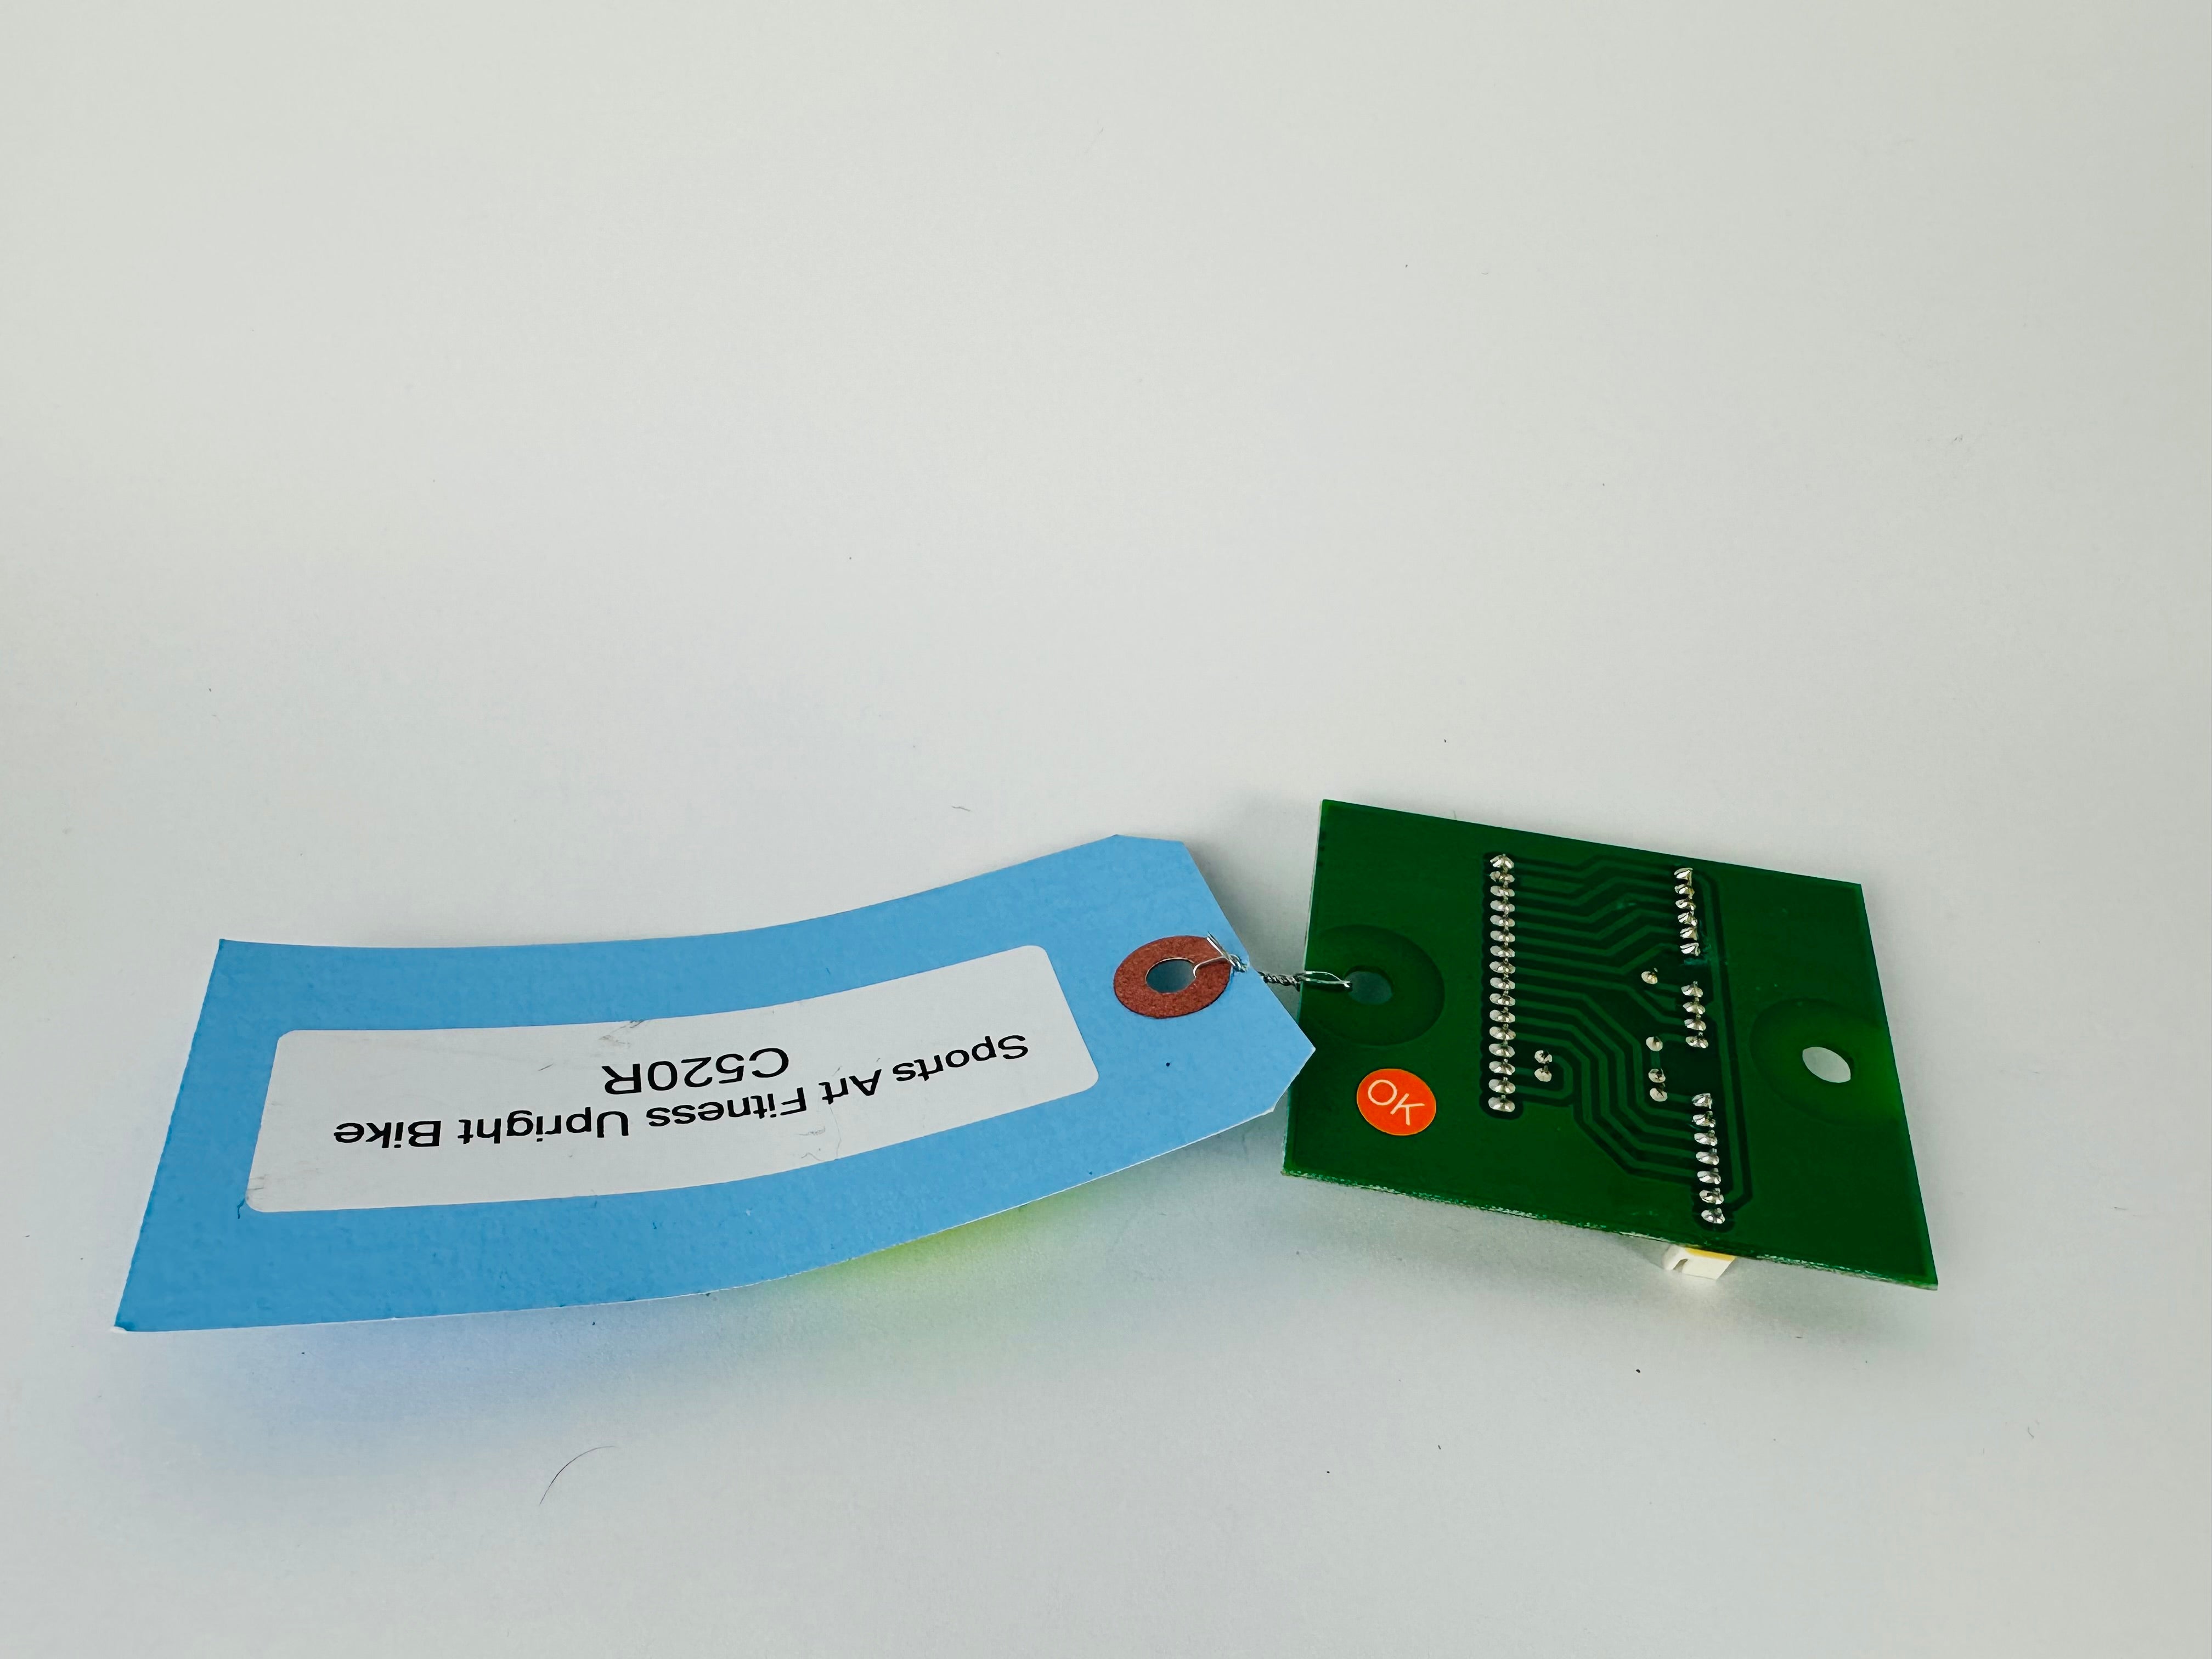 Sports Art Fitness Upright Bike
C520R
OK